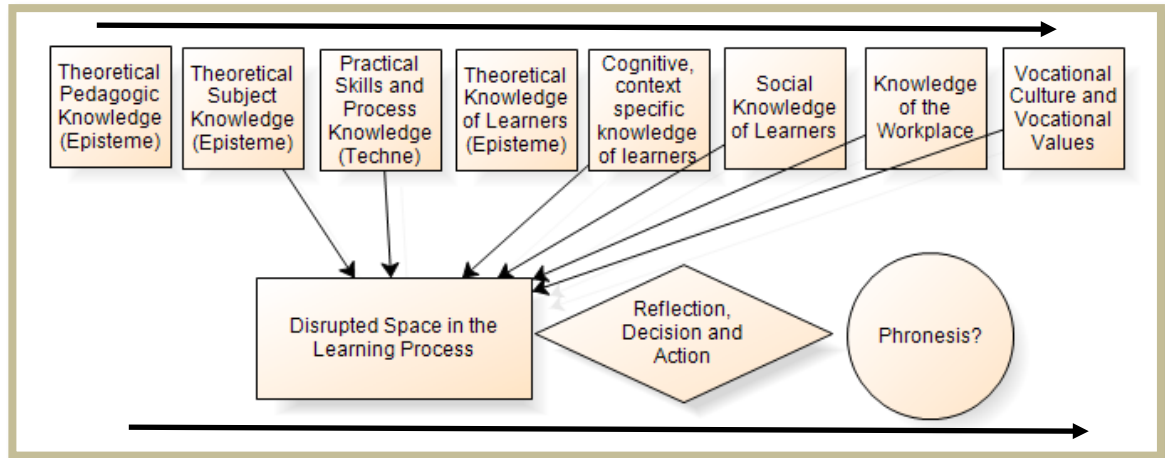 Theoretical
Pedagogic
Knowledge
(Episteme)
Theoretical
Subject
Knowledge
(Episteme)
Practical
Skills and
Process
Knowledge
(Techne)
Theoretical
Knowledge
of Learners
(Episteme)
Cognitive,
context
specific
knowledge
of learners
Social
Knowledge
of Learners
Knowledge
of the
Workplace
Vocational
Culture and
Vocational
Values
Disrupted Space in the
Learning Process
Reflection,
Decision and
Action
Phronesis?